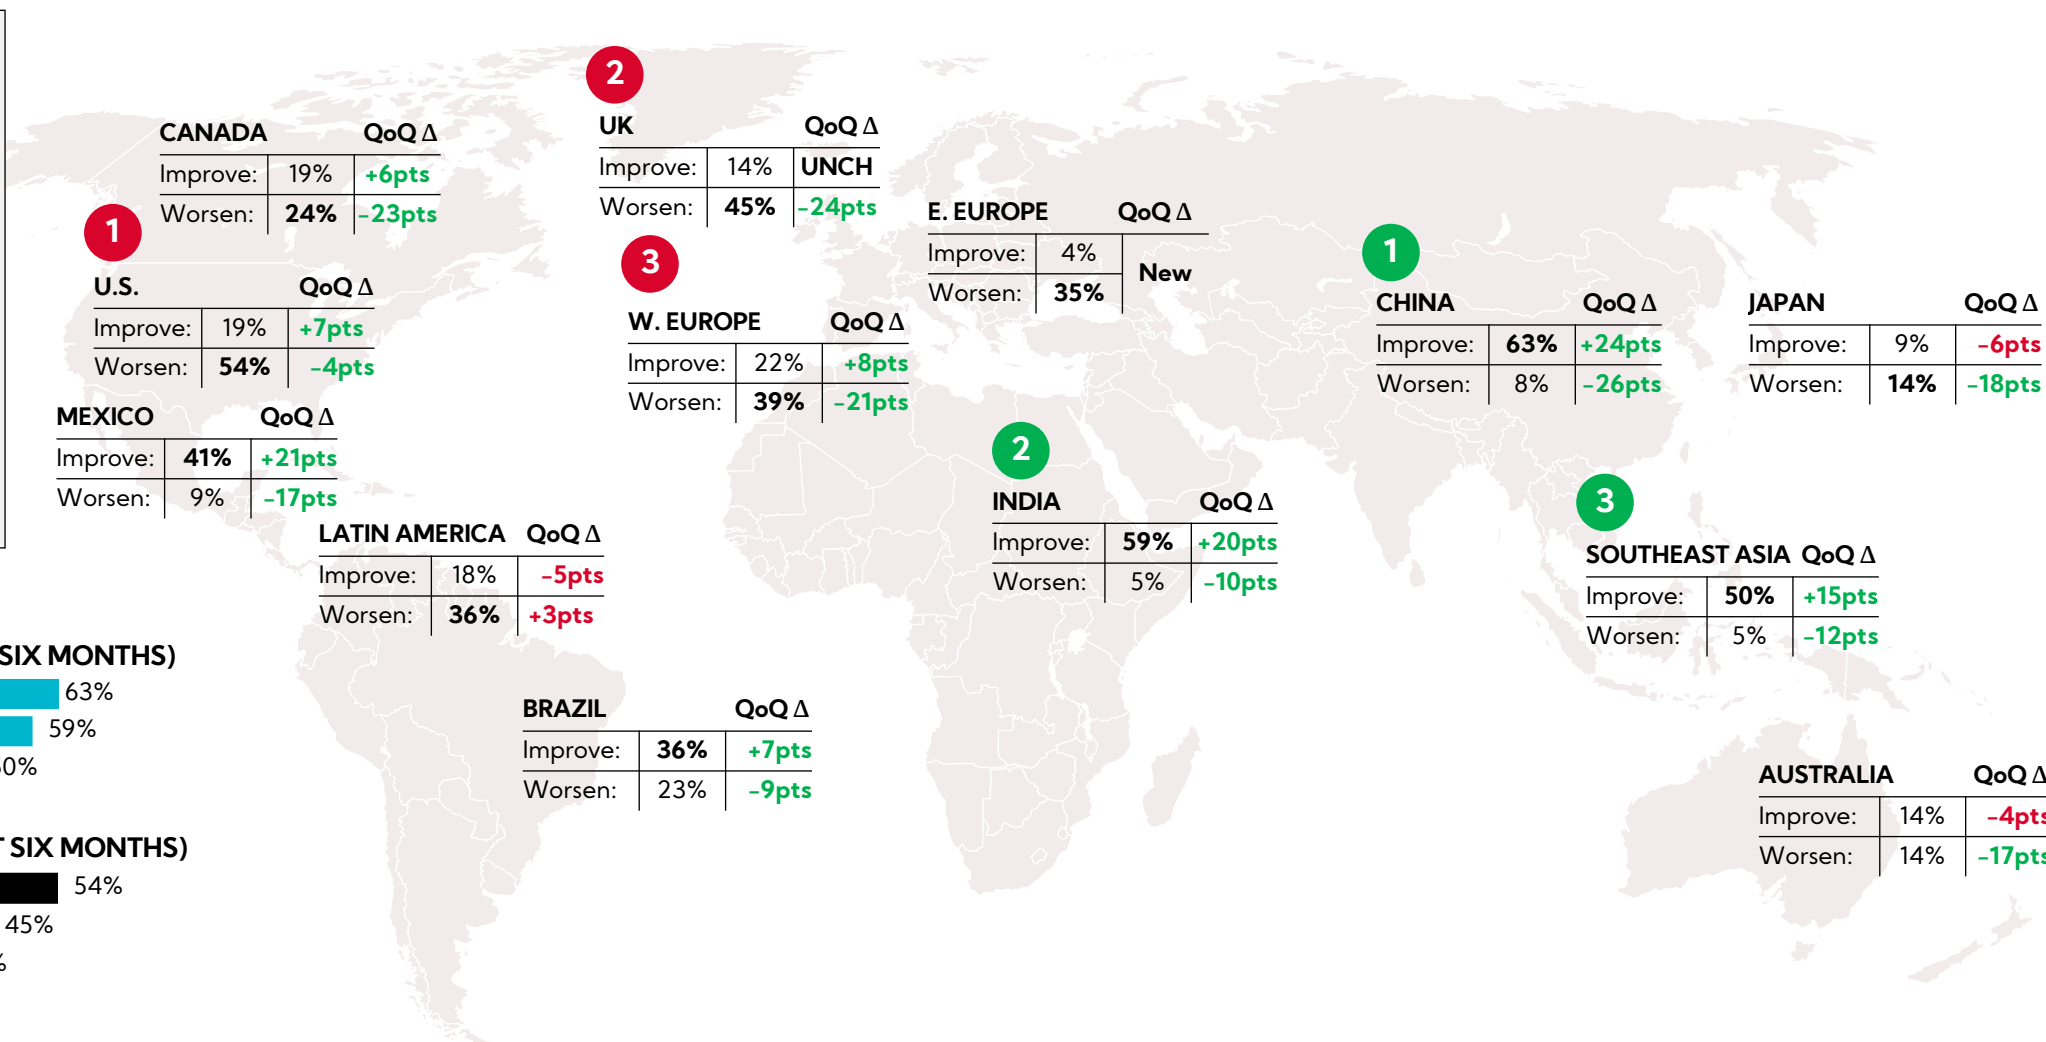 2
UK QoQ Δ
Improve: 14% UNCH
Worsen: 45% -24pts
CANADA QoQ Δ
Improve: 19% +6pts
Worsen: 24% -23pts
1
U.S. QoQ Δ
Improve: 19% +7pts
Worsen: 54% -4pts
3
W. EUROPE QoQ Δ
Improve: 22% +8pts
Worsen: 39% -21pts
E. EUROPE QoQ Δ
Improve: 4%
New
Worsen: 35%
1
CHINA QoQ Δ
Improve: 63% +24pts
Worsen: 8% -26pts
JAPAN QoQ Δ
Improve: 9% -6pts
Worsen: 14% -18pts
MEXICO QoQ Δ
Improve: 41% +21pts
Worsen: 9% -17pts
2
INDIA QoQ Δ
Improve: 59% +20pts
Worsen: 5% -10pts
3
SOUTHEAST ASIA QoQ Δ
Improve: 50% +15pts
Worsen: 5% -12pts
LATIN AMERICA QoQ Δ
Improve: 18% -5pts
Worsen: 36% +3pts
BRAZIL QoQ Δ
Improve: 36% +7pts
Worsen: 23% -9pts
AUSTRALIA QoQ Δ
Improve: 14% -4pts
Worsen: 14% -17pts
SIX MONTHS)
63%
59%
0%
SIX MONTHS)
54%
45%
%